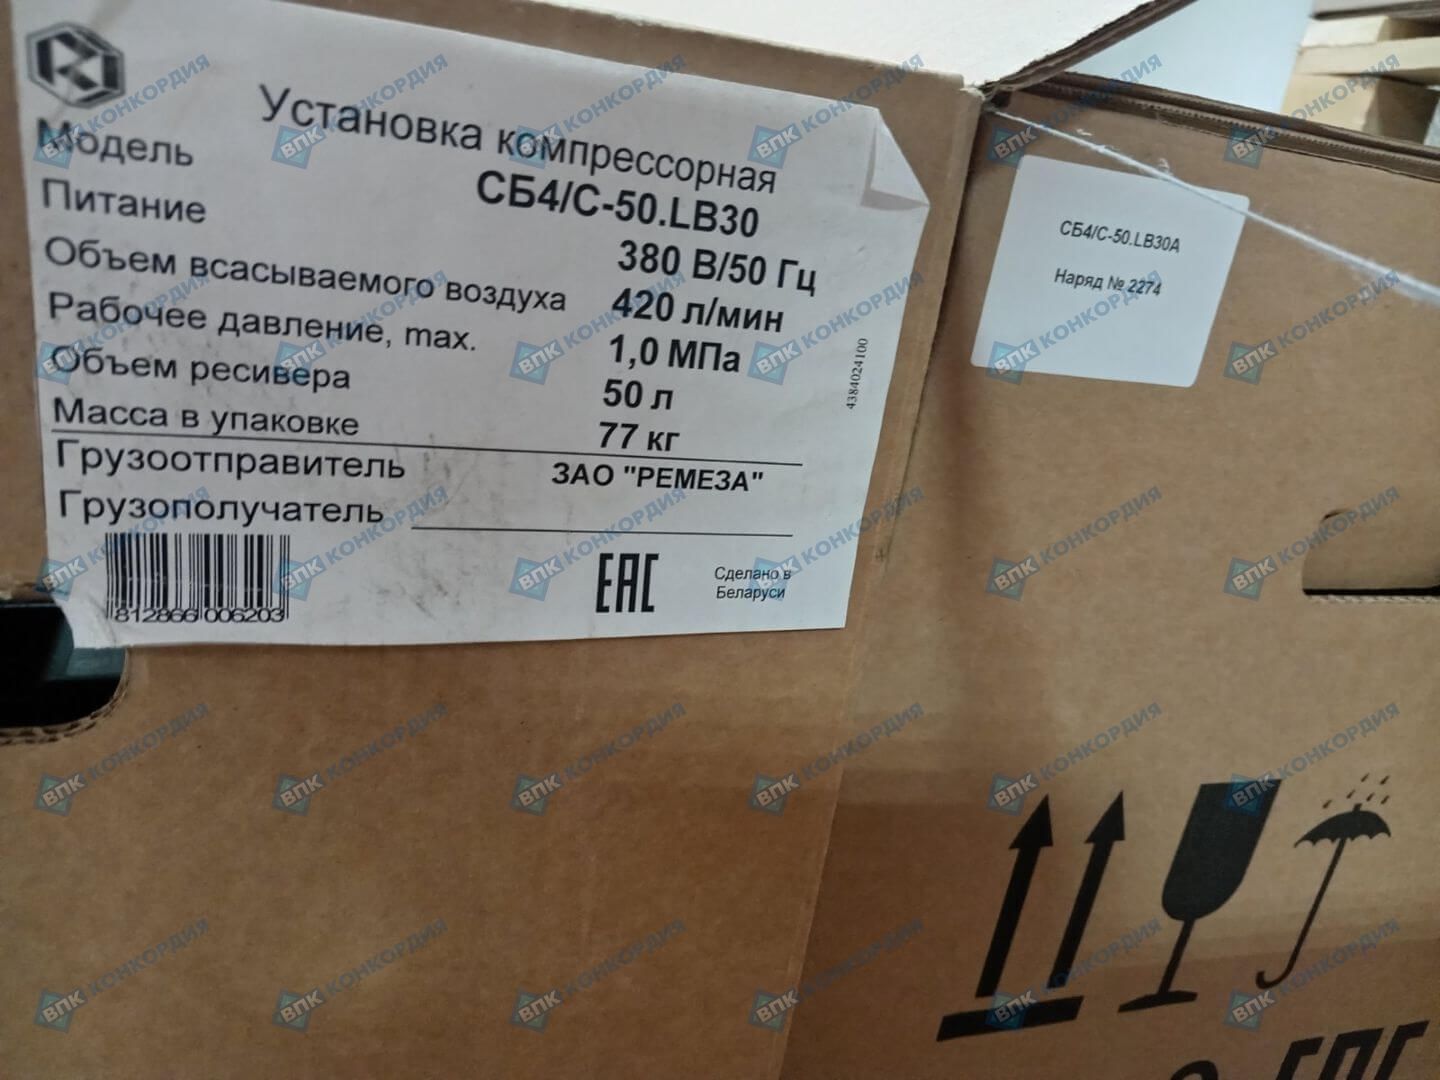 Установка компрессорная
Модель СБ4/С-50.LB30
Питание 380 В/50 Гц
Объем всасываемого воздуха 420 л/мин
Рабочее давление, max. 1,0 МПа
Объем ресивера 50 л
Масса в упаковке 77 кг
Грузоотправитель ЗАО "РЕМЕЗА"
Грузополучатель
812866 006203
ЕАС
Сделано в
Беларуси
4384024100
СБ4/С-50.LB30А
Наряд № 2274
ЕАС
ВПК КОНКОРДИЯ